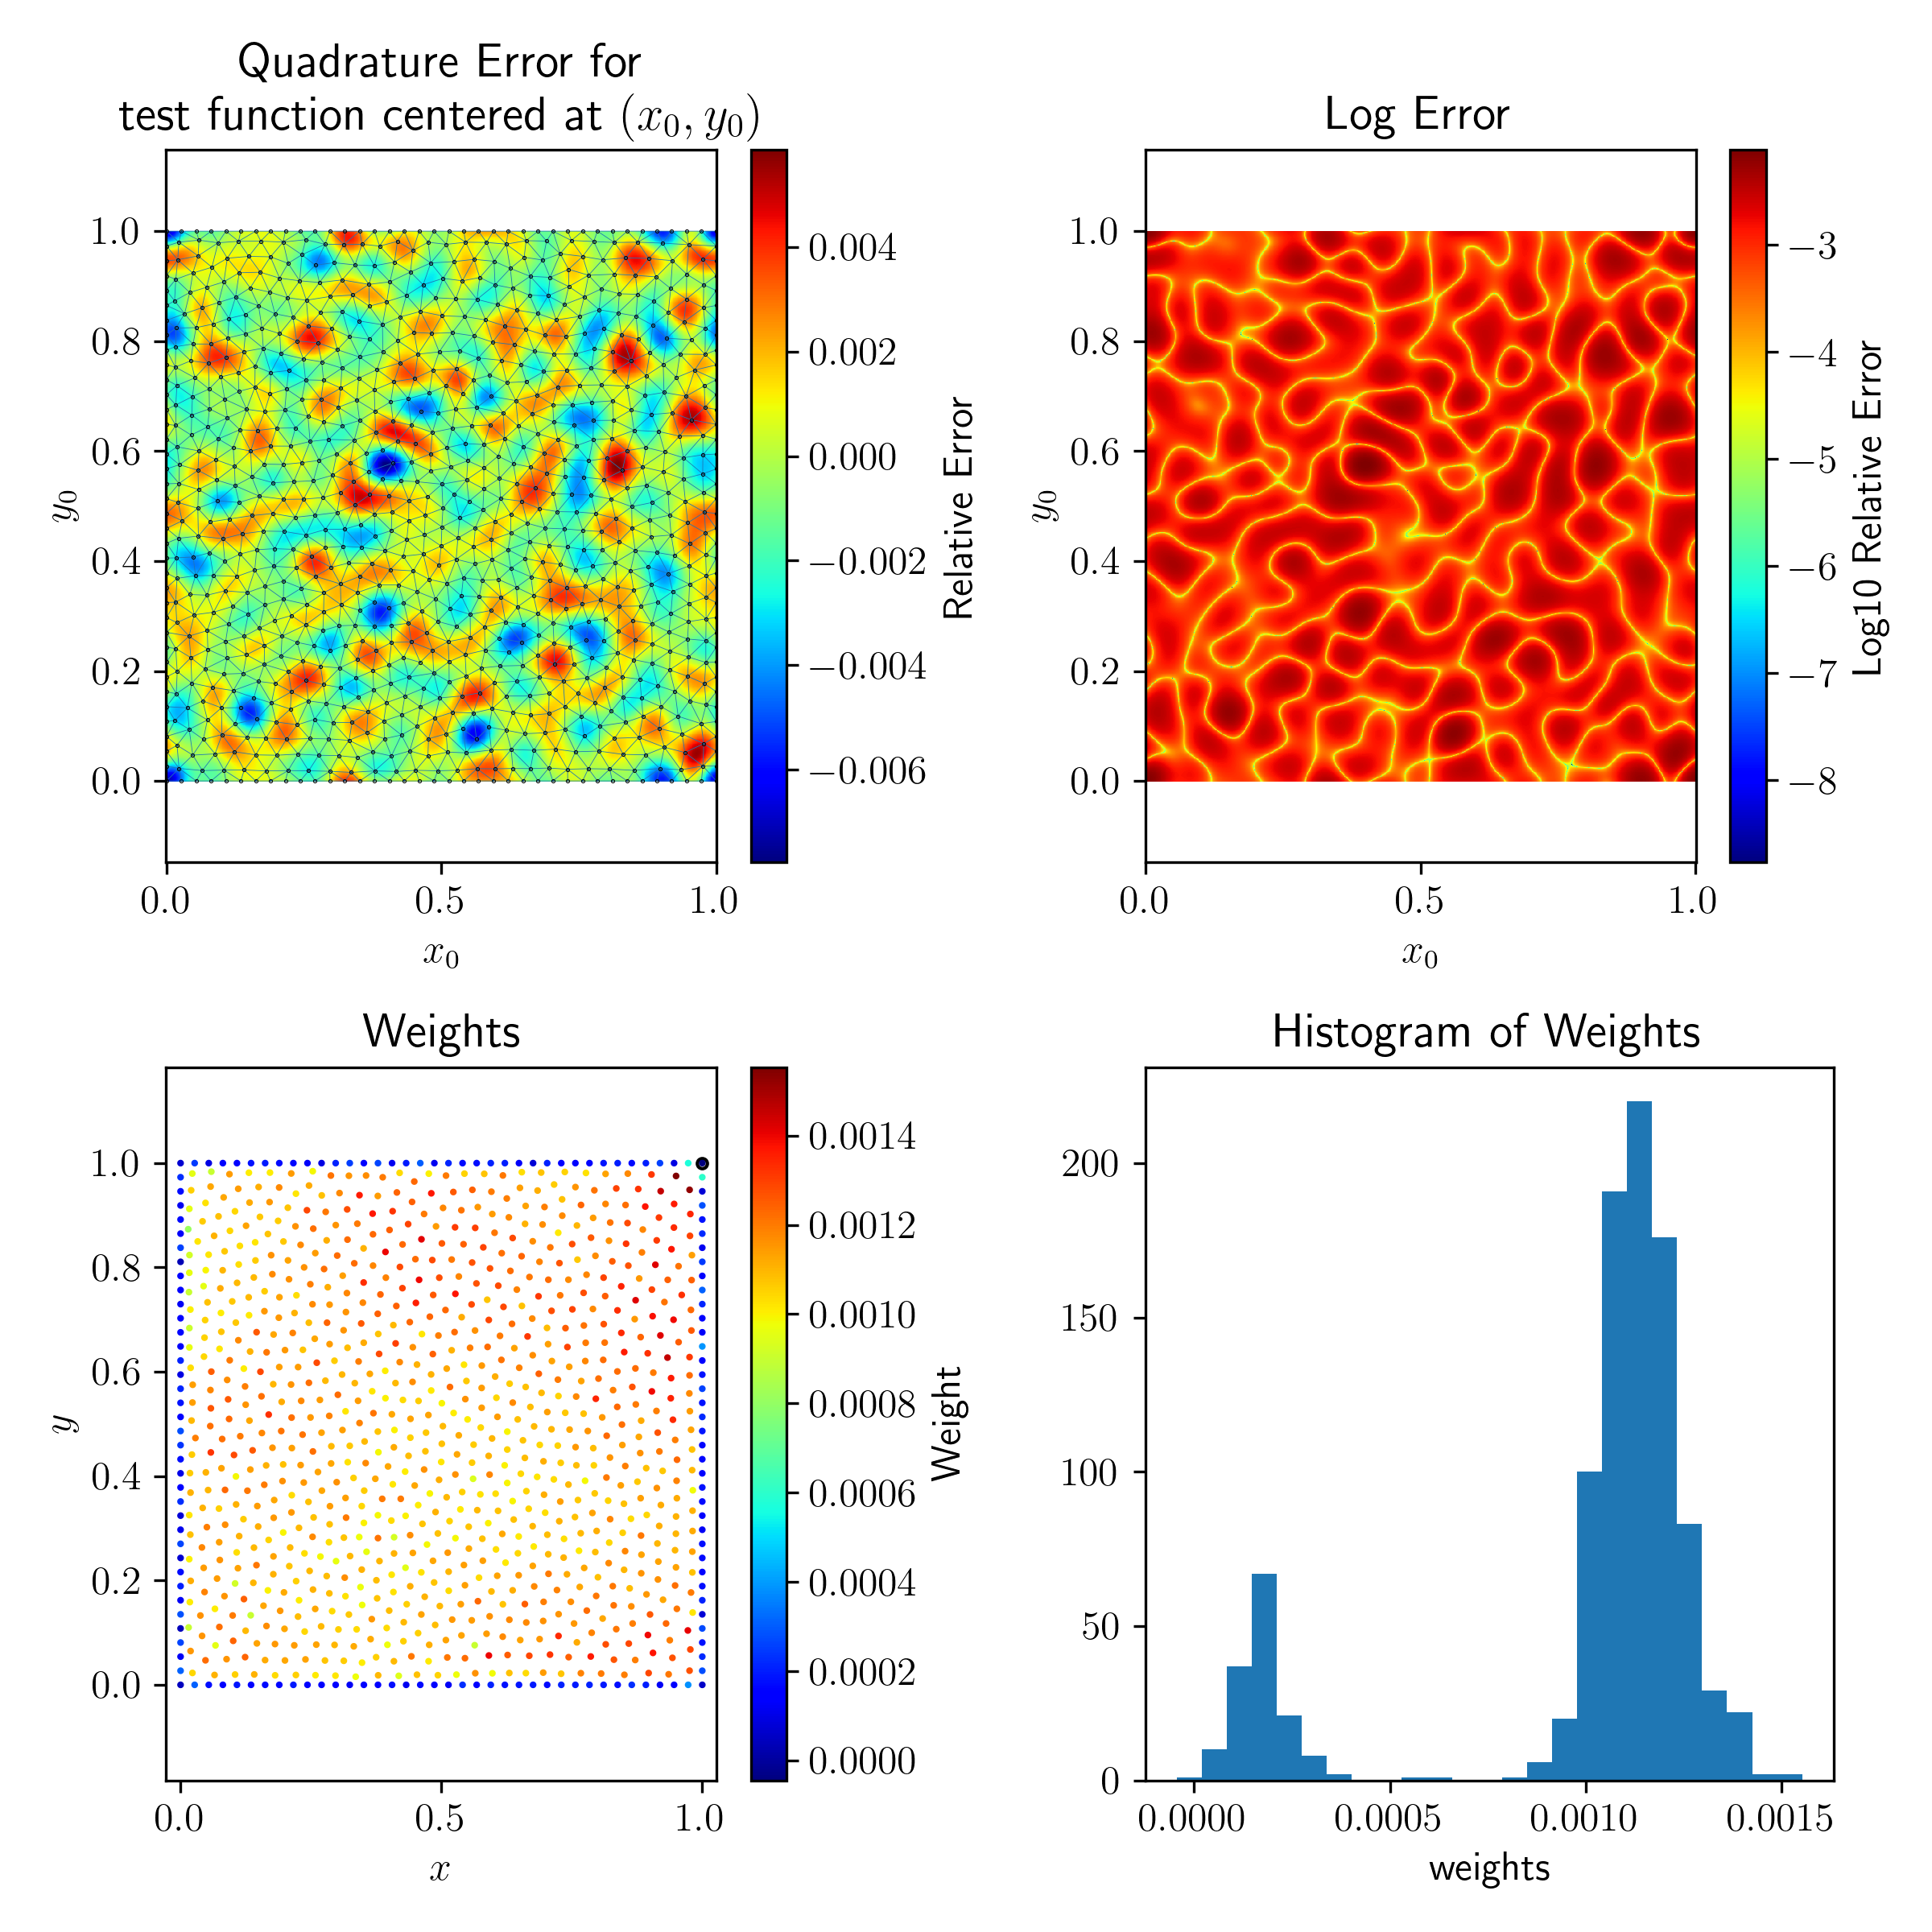 Quadrature Error for
test function centered at (x₀, y₀)
1.0
0.8
0.6
0.4
0.2
0.0
y₀
0.0 0.5 1.0
x₀
0.004
0.002
0.000
−0.002
−0.004
−0.006
Relative Error
Log Error
1.0
0.8
0.6
0.4
0.2
0.0
y₀
0.0 0.5 1.0
x₀
−3
−4
−5
−6
−7
−8
Log10 Relative Error
Weights
1.0
0.8
0.6
0.4
0.2
0.0
y
0.0 0.5 1.0
x
0.0014
0.0012
0.0010
0.0008
0.0006
0.0004
0.0002
0.0000
Weight
Histogram of Weights
200
150
100
50
0
0.0000 0.0005 0.0010 0.0015
weights